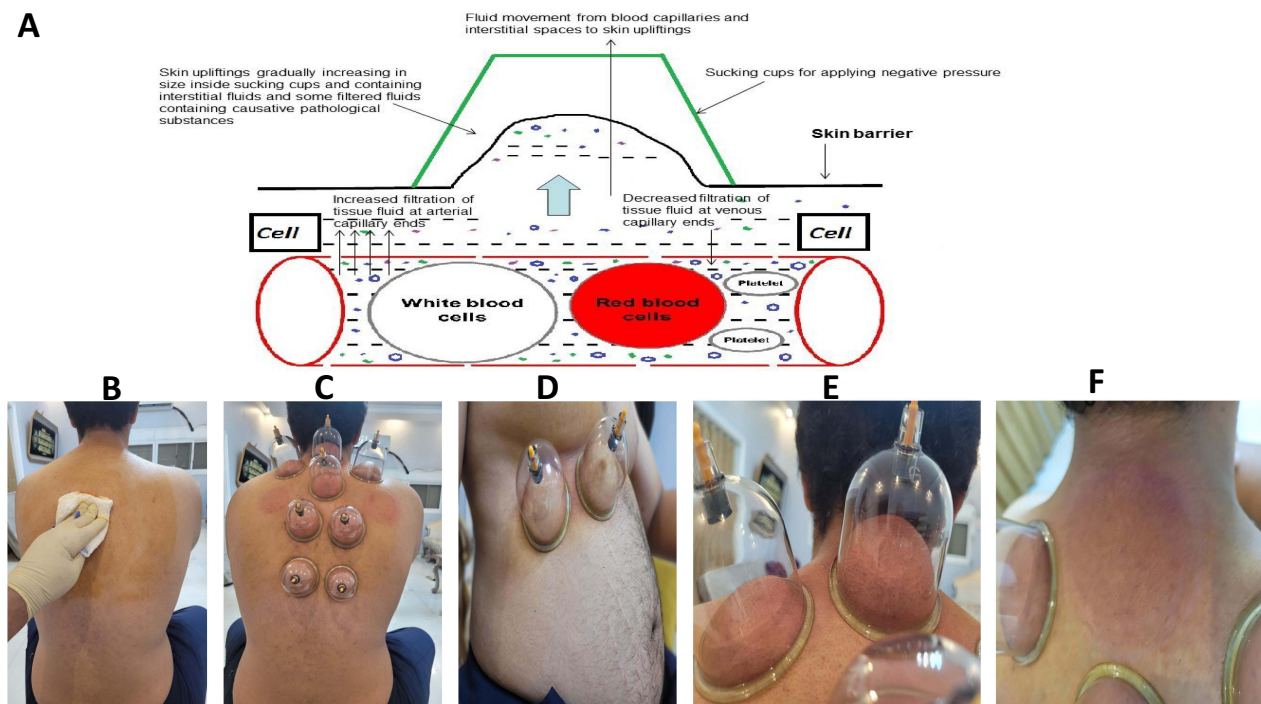 A
Fluid movement from blood capillaries and
interstitial spaces to skin upliftings
Skin upliftings gradually increasing in
size inside sucking cups and containing
interstitial fluids and some filtered fluids
containing causative pathological
substances
Sucking cups for applying negative pressure
Skin barrier
Increased filtration of
tissue fluid at arterial
capillary ends
Decreased filtration of
tissue fluid at venous
capillary ends
Cell
Cell
White blood
cells
Red blood
cells
Platelet
Platelet
B
C
D
E
F